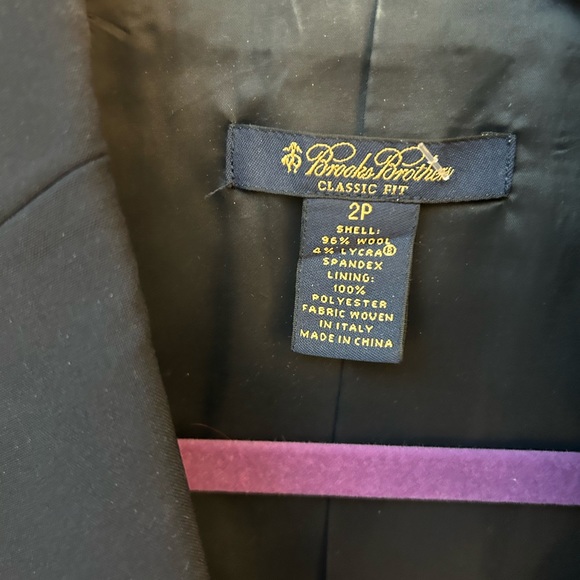 Brooks Brothers
CLASSIC FIT
2P
SHELL:
96% WOOL
4% LYCRA®
SPANDEX
LINING:
100%
POLYESTER
FABRIC WOVEN
IN ITALY
MADE IN CHINA